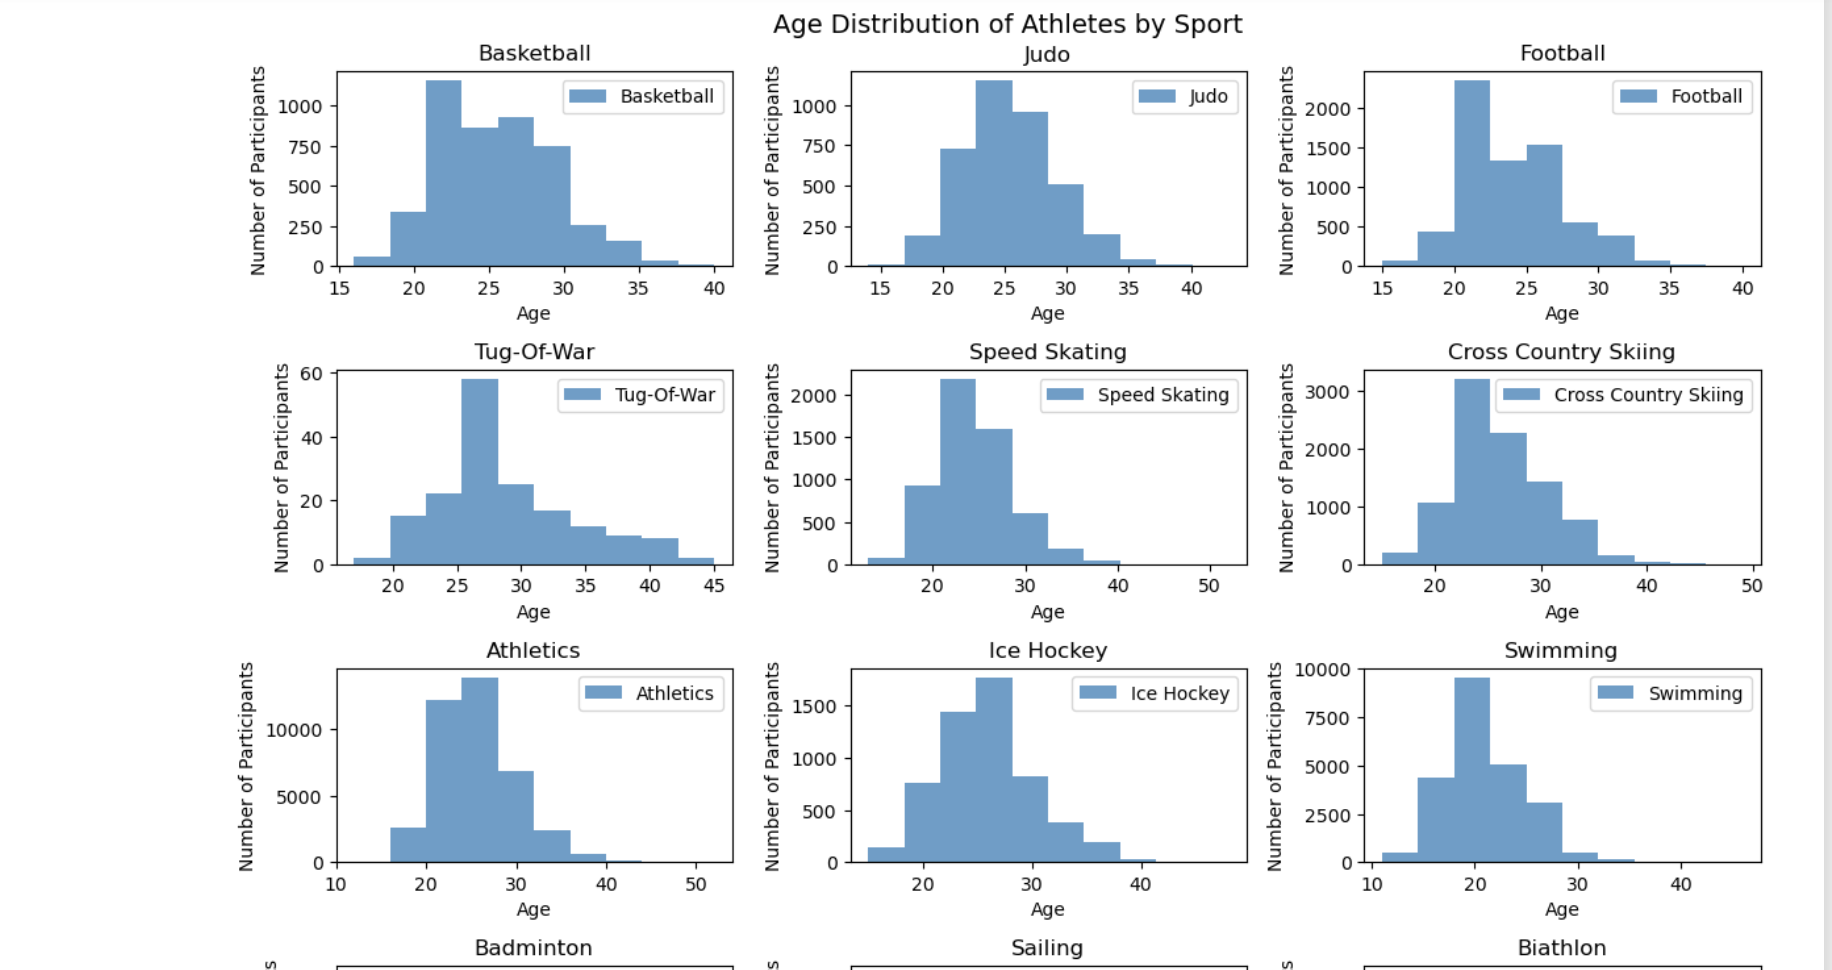 Age Distribution of Athletes by Sport
Basketball
Judo
Football
Number of Participants
1000
750
500
250
0
Basketball
15 20 25 30 35 40
Age
Number of Participants
1000
750
500
250
0
Judo
15 20 25 30 35 40
Age
Number of Participants
2000
1500
1000
500
0
Football
15 20 25 30 35 40
Age
Tug-Of-War
Speed Skating
Cross Country Skiing
Number of Participants
60
40
20
0
Tug-Of-War
20 25 30 35 40 45
Age
Number of Participants
2000
1500
1000
500
0
Speed Skating
20 30 40 50
Age
Number of Participants
3000
2000
1000
0
Cross Country Skiing
20 30 40 50
Age
Athletics
Ice Hockey
Swimming
Number of Participants
10000
5000
0
Athletics
10 20 30 40 50
Age
Number of Participants
1500
1000
500
0
Ice Hockey
20 30 40
Age
Number of Participants
10000
7500
5000
2500
0
Swimming
10 20 30 40
Age
Badminton
Sailing
Biathlon
s
s
s